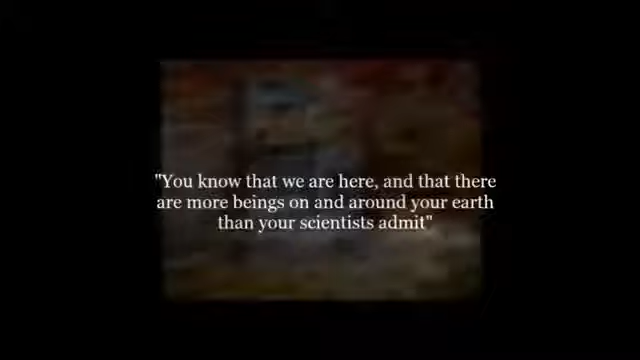 "You know that we are here, and that there
are more beings on and around your earth
than your scientists admit"